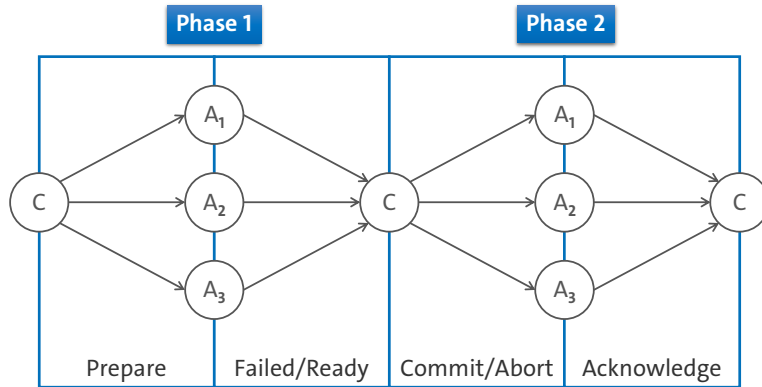 Phase 1 Phase 2
A₁ A₁
C A₂ C A₂ C
A₃ A₃
Prepare Failed/Ready Commit/Abort Acknowledge